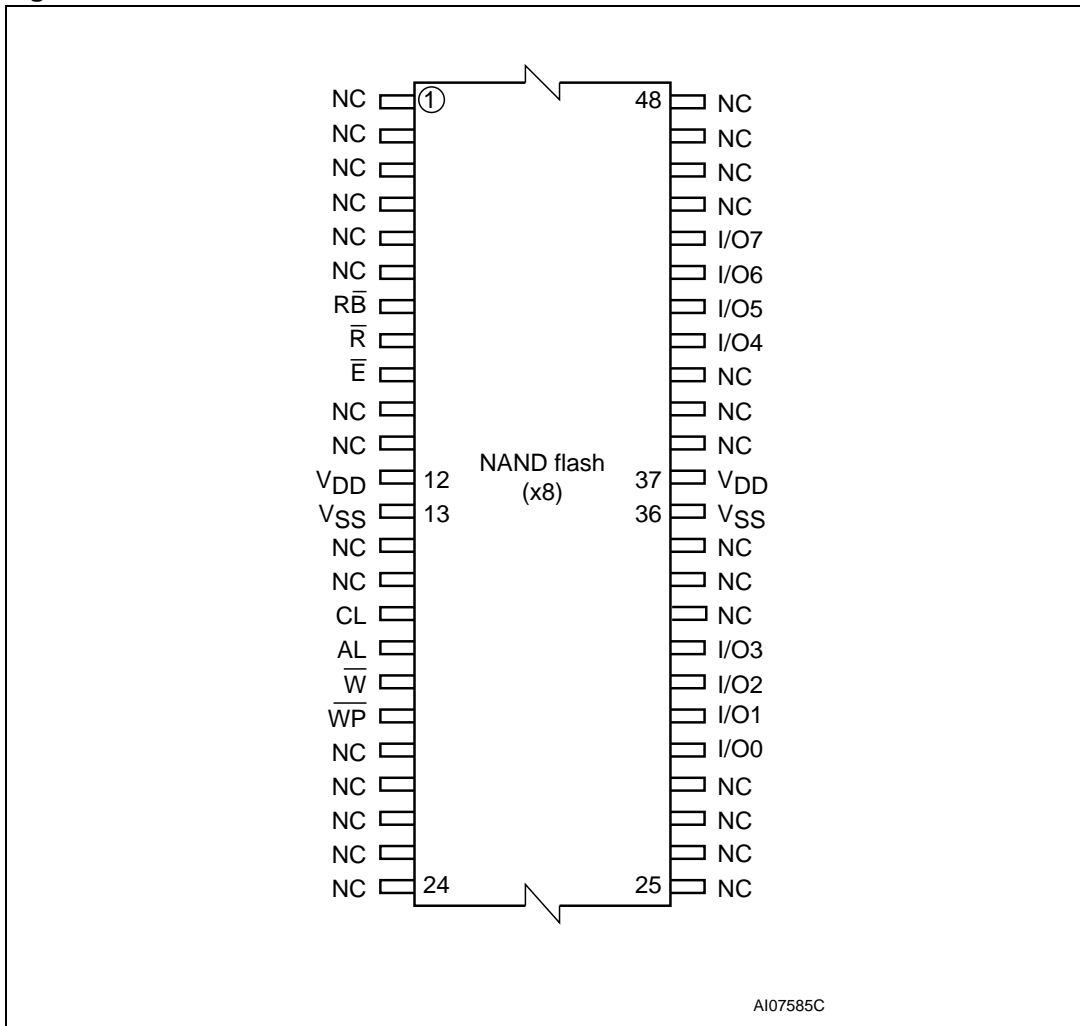 NC 1 48 NC
NC NC
NC NC
NC NC
NC I/O7
NC I/O6
RB̅ I/O5
R̅ I/O4
E̅ NC
NC NC
NC NC
NAND flash
(x8)
VDD 12 37 VDD
VSS 13 36 VSS
NC NC
NC NC
CL NC
AL I/O3
W̅ I/O2
W̅P̅ I/O1
NC I/O0
NC NC
NC NC
NC NC
NC 24 25 NC
AI07585C